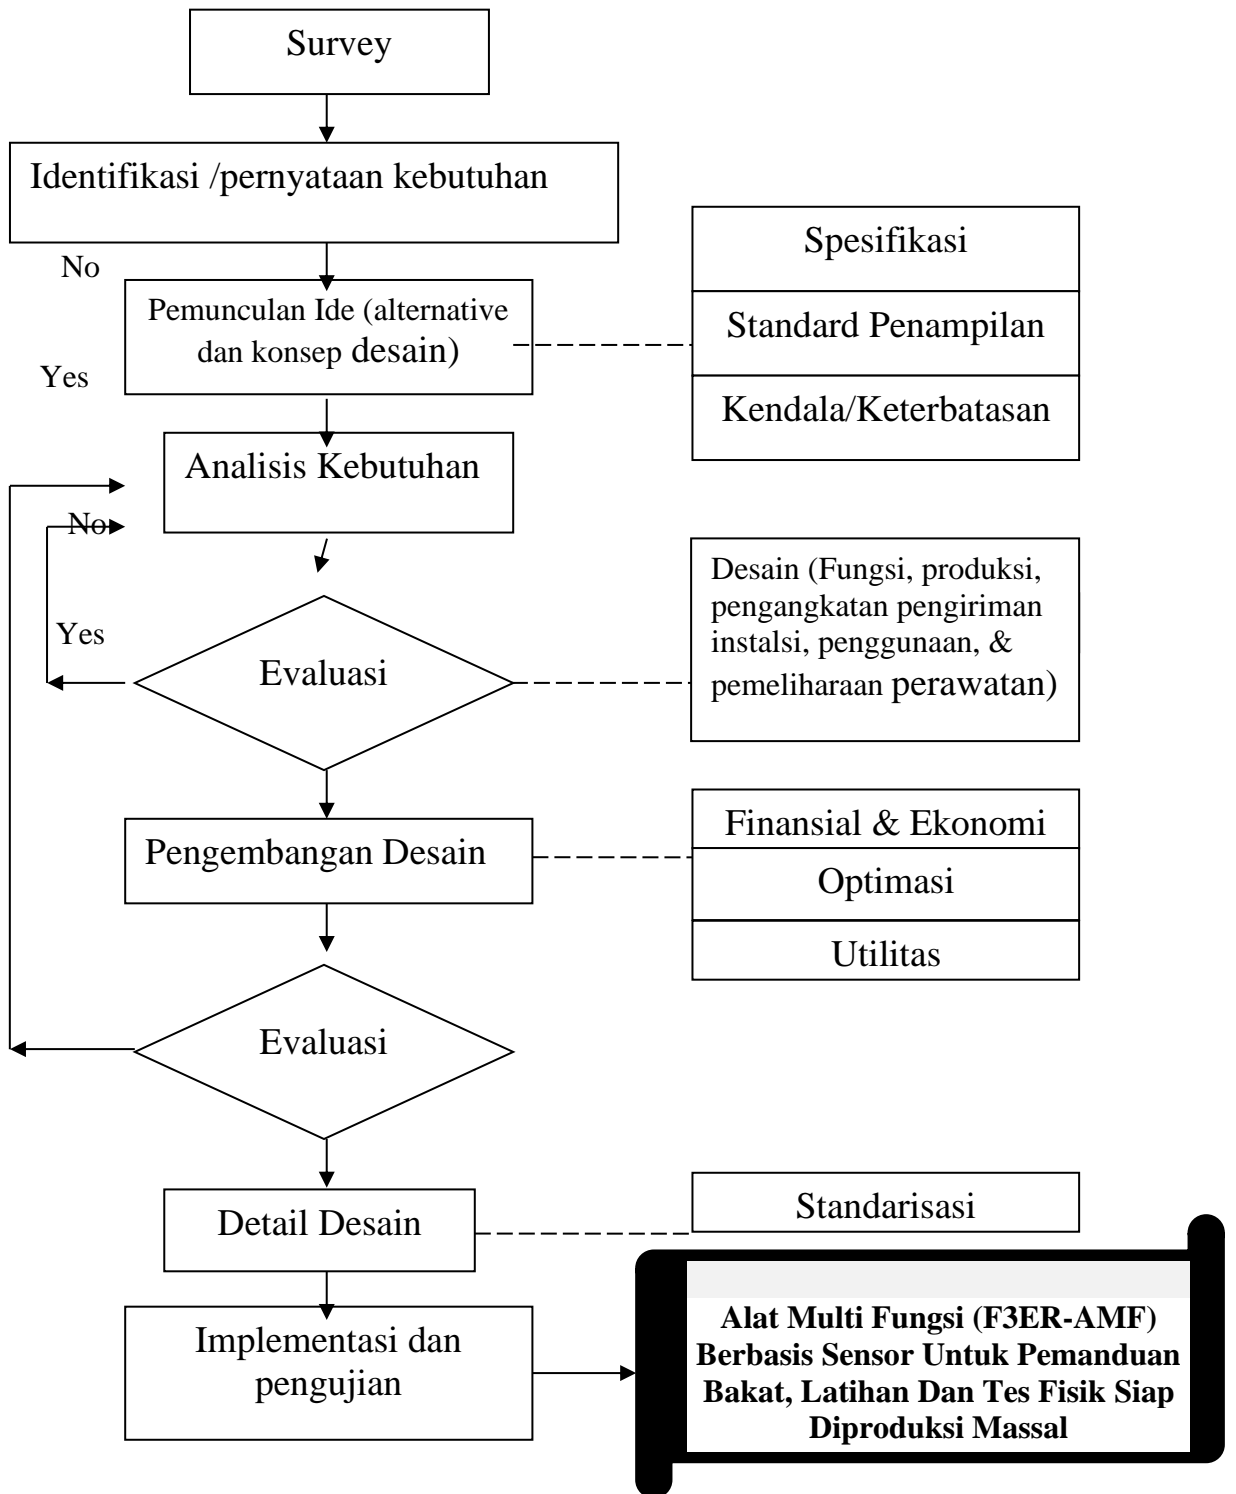 Survey
Identifikasi /pernyataan kebutuhan
No
Pemunculan Ide (alternative
dan konsep desain)
Yes
Spesifikasi
Standard Penampilan
Kendala/Keterbatasan
Analisis Kebutuhan
No
Yes
Evaluasi
Desain (Fungsi, produksi,
pengangkatan pengiriman
instalsi, penggunaan, &
pemeliharaan perawatan)
Pengembangan Desain
Finansial & Ekonomi
Optimasi
Utilitas
Evaluasi
Detail Desain
Standarisasi
Implementasi dan
pengujian
Alat Multi Fungsi (F3ER-AMF)
Berbasis Sensor Untuk Pemanduan
Bakat, Latihan Dan Tes Fisik Siap
Diproduksi Massal